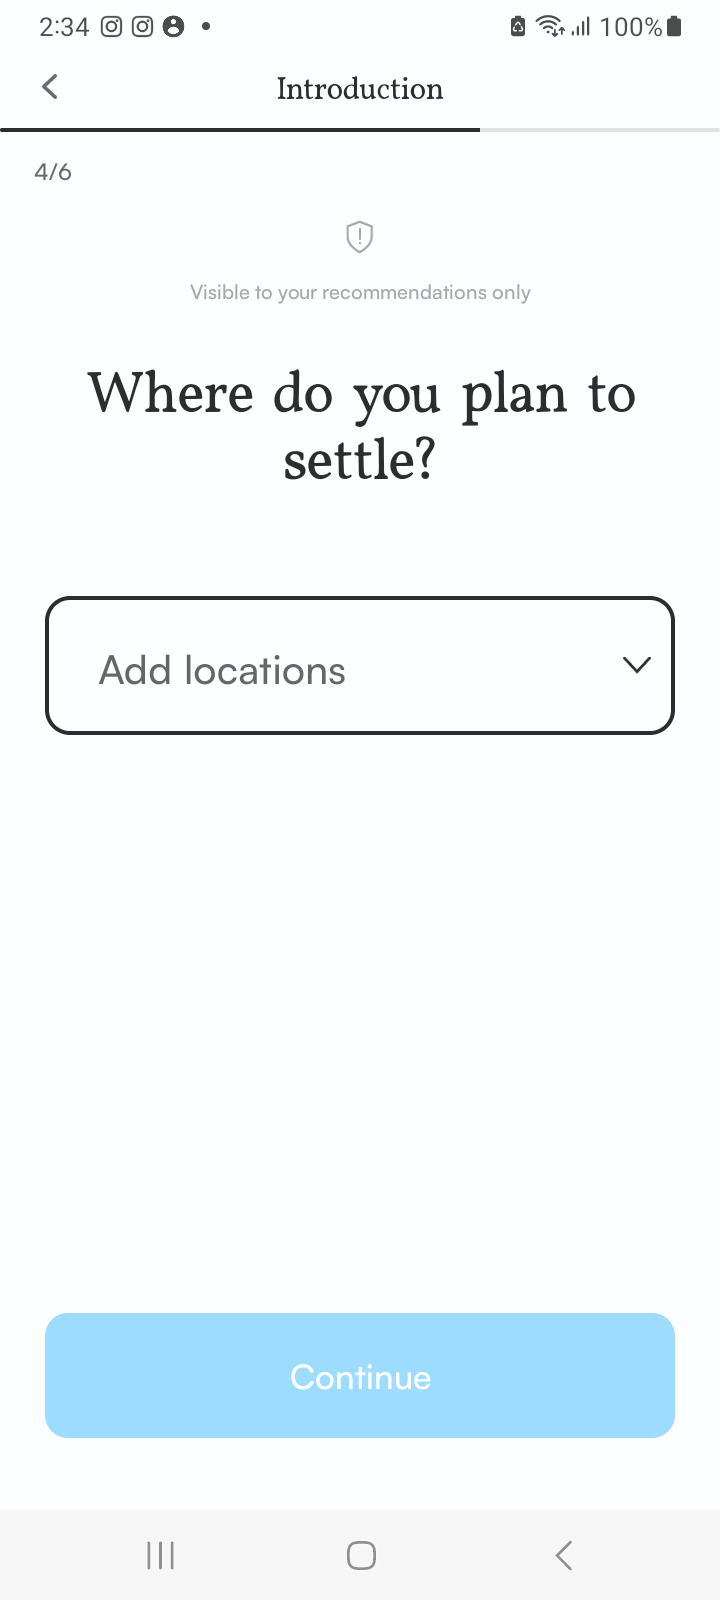 2:34
100%
Introduction
4/6
Visible to your recommendations only
Where do you plan to
settle?
Add locations
Continue